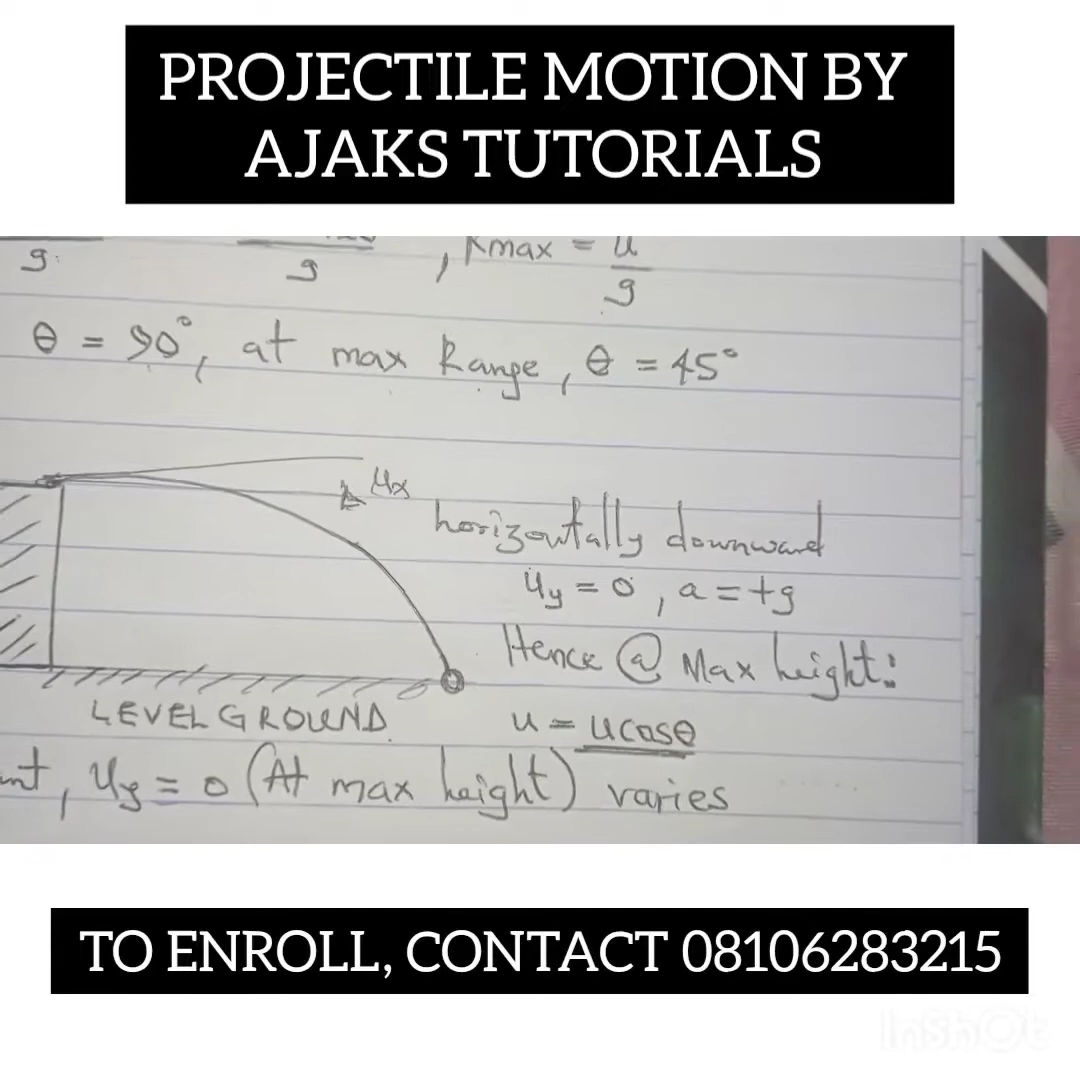 PROJECTILE MOTION BY
AJAKS TUTORIALS
g g , Rmax = u
g
θ = 90°, at max Range, θ = 45°
ux
horizontally downward
uy = 0, a = +g
Hence @ Max height:
LEVEL GROUND u = ucosθ
uy = 0 (At max height) varies
TO ENROLL, CONTACT 08106283215
InShOt